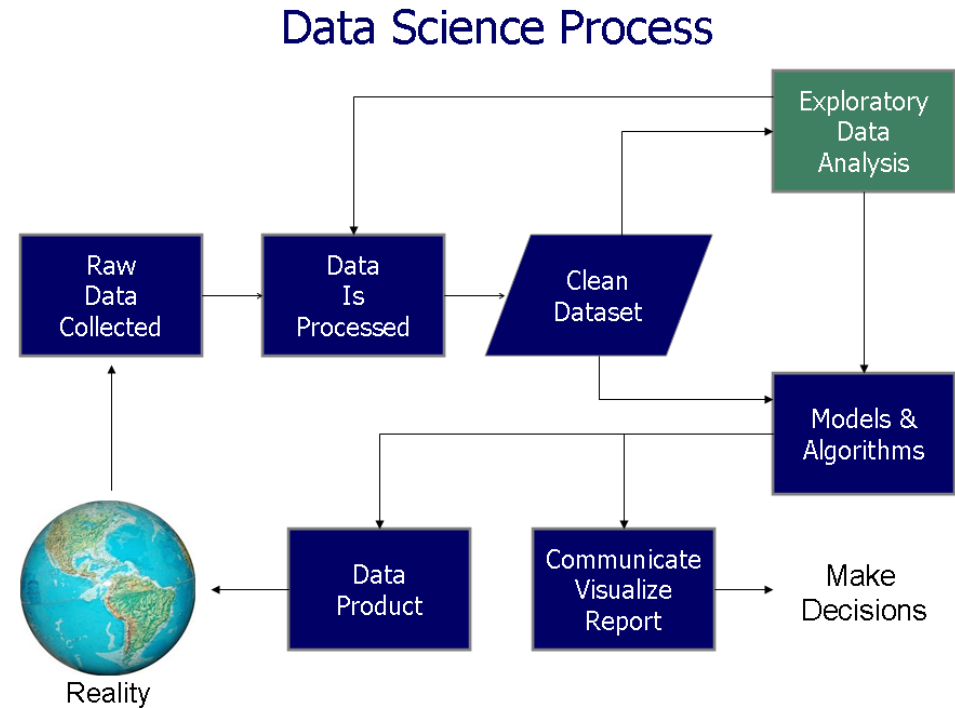 Data Science Process
Exploratory
Data
Analysis
Raw
Data
Collected
Data
Is
Processed
Clean
Dataset
Models &
Algorithms
Data
Product
Communicate
Visualize
Report
Make
Decisions
Reality